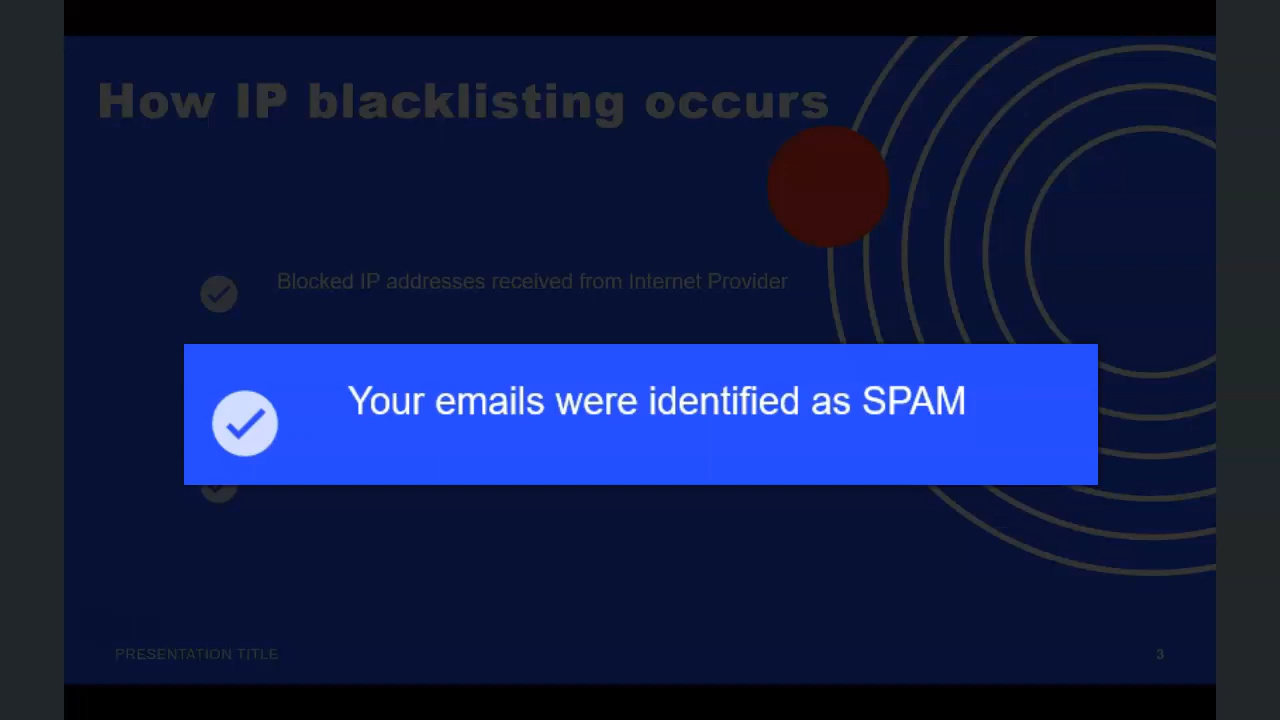 How IP blacklisting occurs
Blocked IP addresses received from Internet Provider
Your emails were identified as SPAM
PRESENTATION TITLE
3